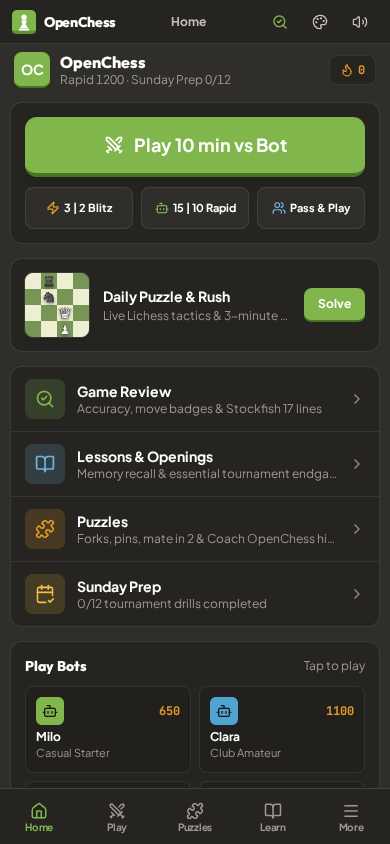 OpenChess
Home
OC
OpenChess
Rapid 1200 · Sunday Prep 0/12
0
Play 10 min vs Bot
3 | 2 Blitz
15 | 10 Rapid
Pass & Play
Daily Puzzle & Rush
Live Lichess tactics & 3-minute ...
Solve
Game Review
Accuracy, move badges & Stockfish 17 lines
Lessons & Openings
Memory recall & essential tournament endga...
Puzzles
Forks, pins, mate in 2 & Coach OpenChess hi...
Sunday Prep
0/12 tournament drills completed
Play Bots
Tap to play
650
Milo
Casual Starter
1100
Clara
Club Amateur
Home
Play
Puzzles
Learn
More